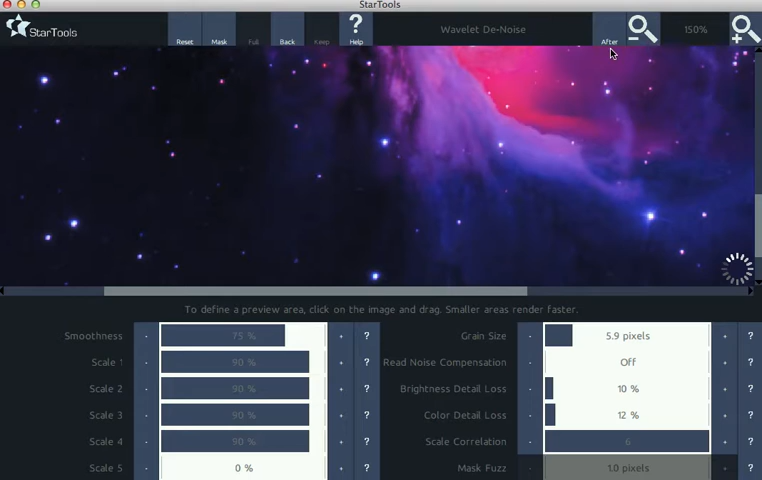 StarTools
StarTools
Reset
Mask
Full
Back
Keep
?
Help
Wavelet De-Noise
After
150%
To define a preview area, click on the image and drag. Smaller areas render faster.
Smoothness - 75 % + ? Grain Size - 5.9 pixels + ?
Scale 1 - 90 % + ? Read Noise Compensation - Off + ?
Scale 2 - 90 % + ? Brightness Detail Loss - 10 % + ?
Scale 3 - 90 % + ? Color Detail Loss - 12 % + ?
Scale 4 - 90 % + ? Scale Correlation - 6 + ?
Scale 5 - 0 % + ? Mask Fuzz - 1.0 pixels + ?